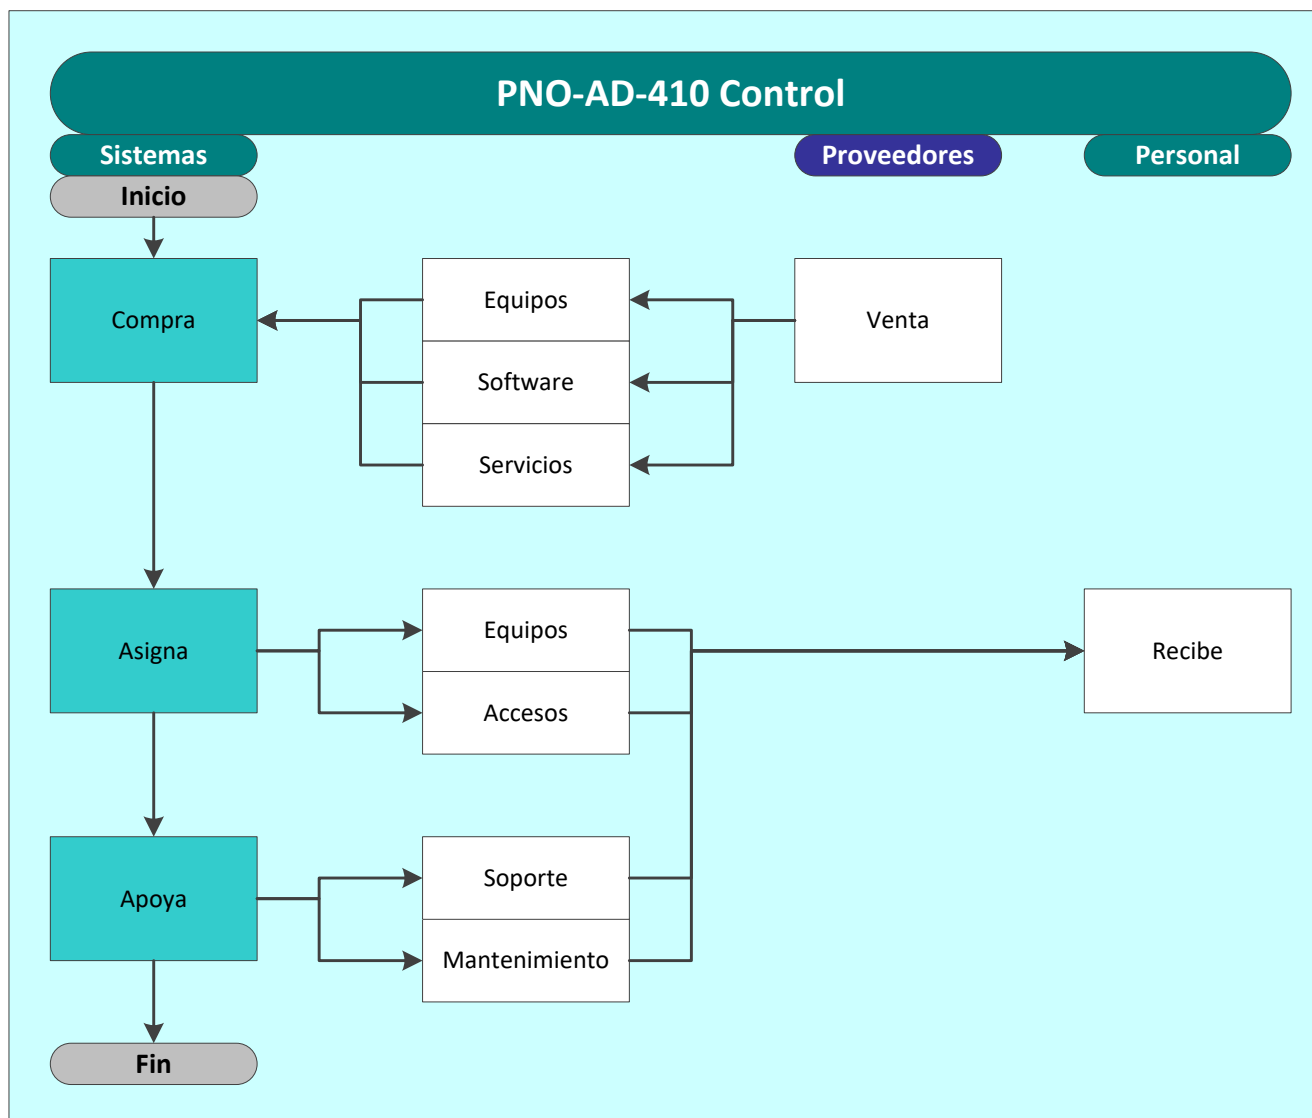 PNO-AD-410 Control
Sistemas
Proveedores
Personal
Inicio
Compra
Equipos
Venta
Software
Servicios
Asigna
Equipos
Recibe
Accesos
Apoya
Soporte
Mantenimiento
Fin